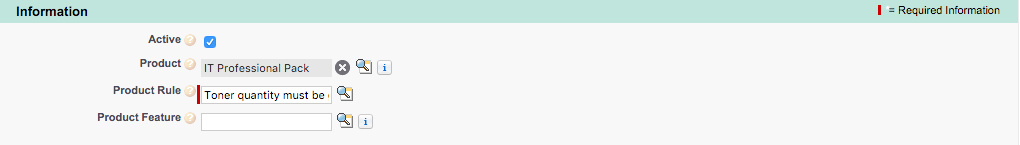 Information
= Required Information
Active
Product IT Professional Pack
Product Rule Toner quantity must be
Product Feature